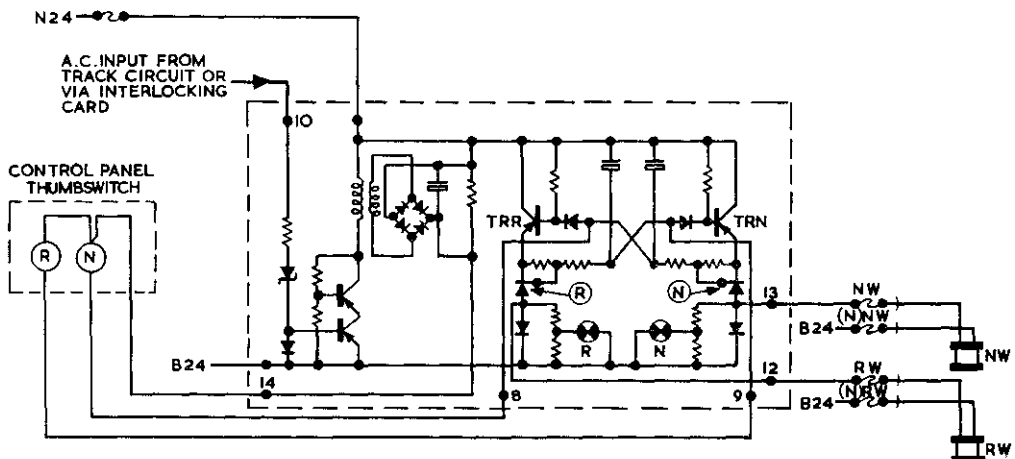 N24
A.C. INPUT FROM
TRACK CIRCUIT OR
VIA INTERLOCKING
CARD
10
CONTROL PANEL
THUMBSWITCH
R
N
TRR
TRN
R
N
13
NW
(N)NW
B24
R
N
NW
B24
14
12
RW
(N)RW
B24
8
9
RW